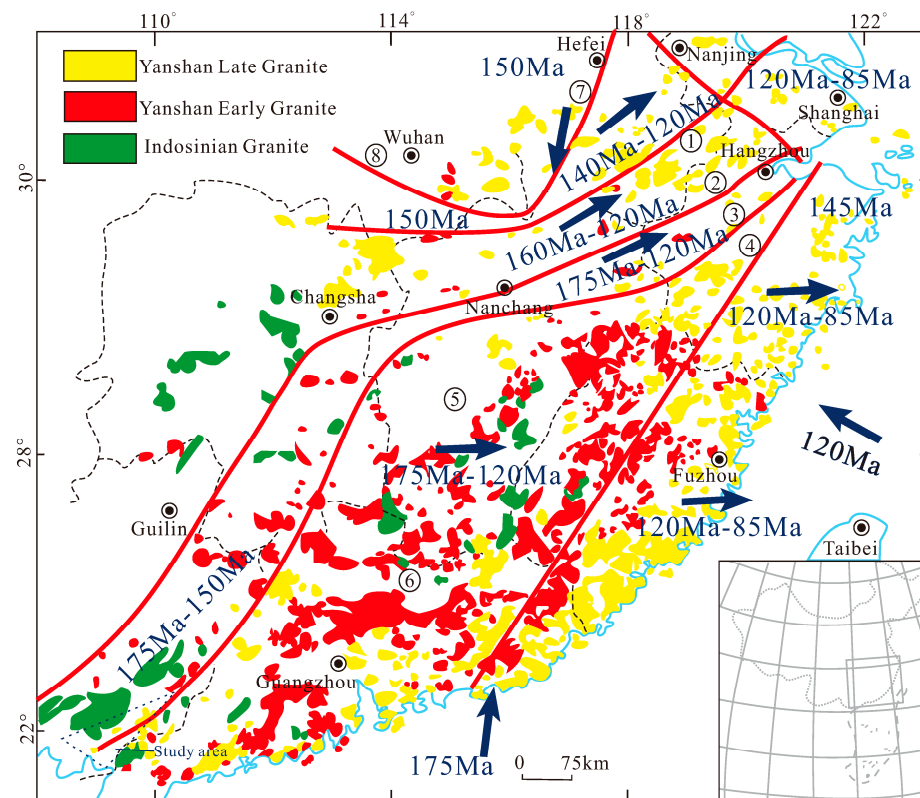 110°
114°
118°
122°
30°
28°
22°
Yanshan Late Granite
Yanshan Early Granite
Indosinian Granite
Hefei
Nanjing
150Ma
120Ma-85Ma
Shanghai
⑦
Wuhan
⑧
140Ma-120Ma
①
Hangzhou
②
③
④
150Ma
160Ma-120Ma
145Ma
175Ma-120Ma
Changsha
Nanchang
120Ma-85Ma
⑤
120Ma
175Ma-120Ma
Fuzhou
Guilin
120Ma-85Ma
Taibei
175Ma-150Ma
⑥
Guangzhou
Study area
175Ma
0 75km